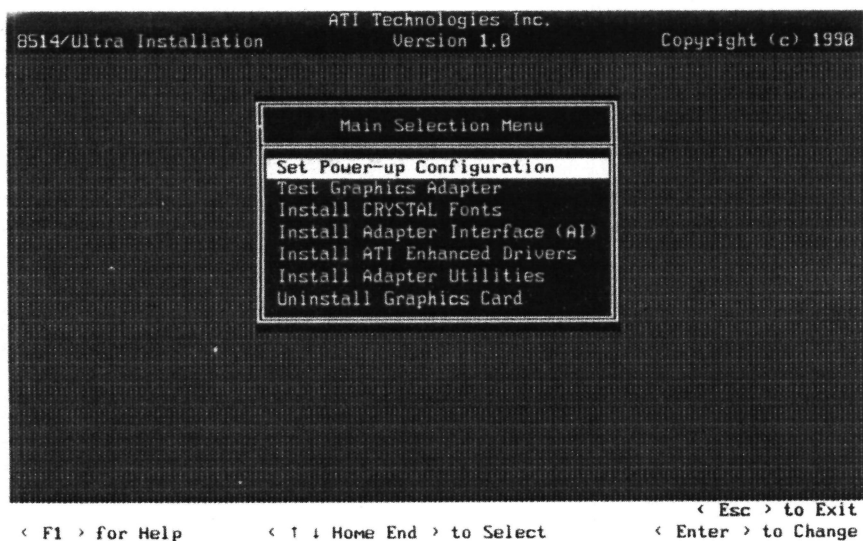 ATI Technologies Inc.
8514/Ultra Installation Version 1.0 Copyright (c) 1990
Main Selection Menu
Set Power-up Configuration
Test Graphics Adapter
Install CRYSTAL Fonts
Install Adapter Interface (AI)
Install ATI Enhanced Drivers
Install Adapter Utilities
Uninstall Graphics Card
< Esc > to Exit
< F1 > for Help < ↑ ↓ Home End > to Select < Enter > to Change